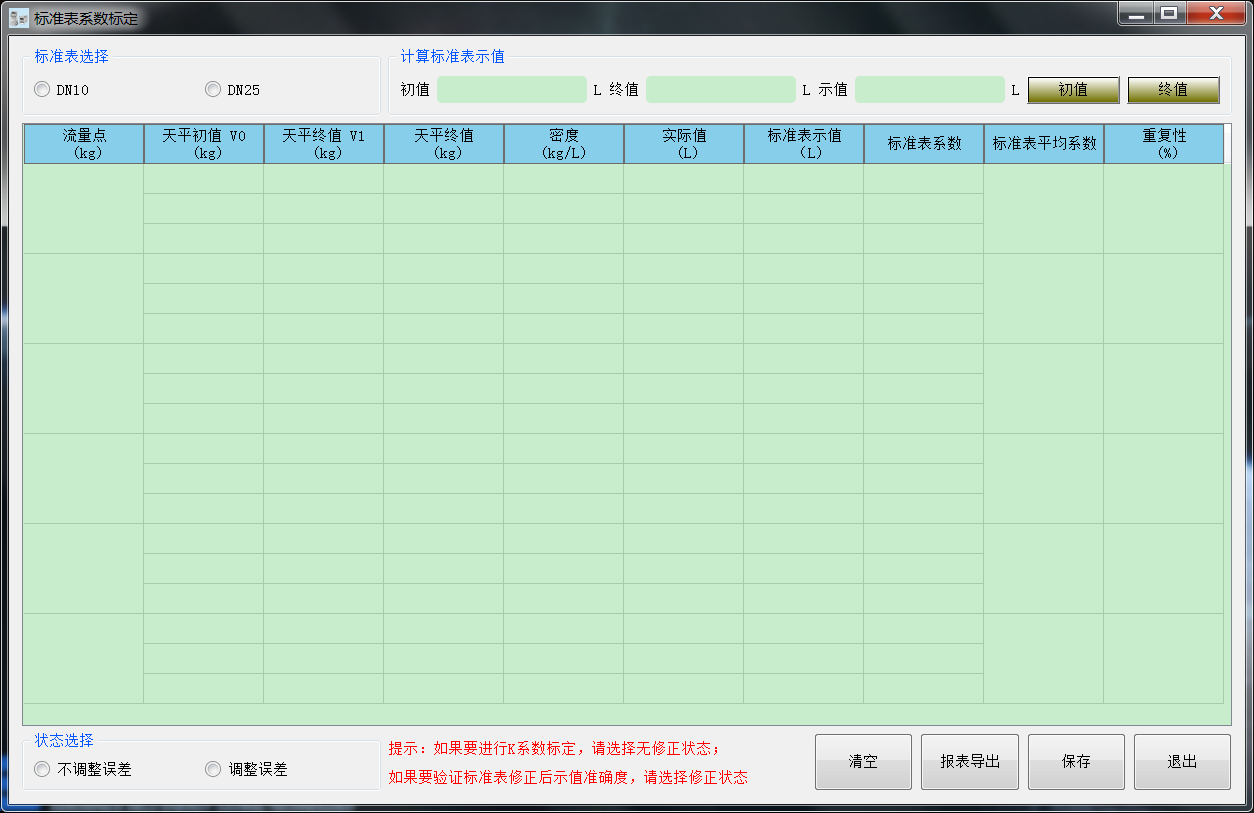 标准表系数标定
标准表选择
DN10 DN25
计算标准表示值
初值 L 终值 L 示值 L 初值 终值
流量点
(kg)
天平初值 V0
(kg)
天平终值 V1
(kg)
天平终值
(kg)
密度
(kg/L)
实际值
(L)
标准表示值
(L)
标准表系数
标准表平均系数
重复性
(%)
状态选择
不调整误差 调整误差
提示：如果要进行K系数标定，请选择无修正状态；
如果要验证标准表修正后示值准确度，请选择修正状态
清空 报表导出 保存 退出